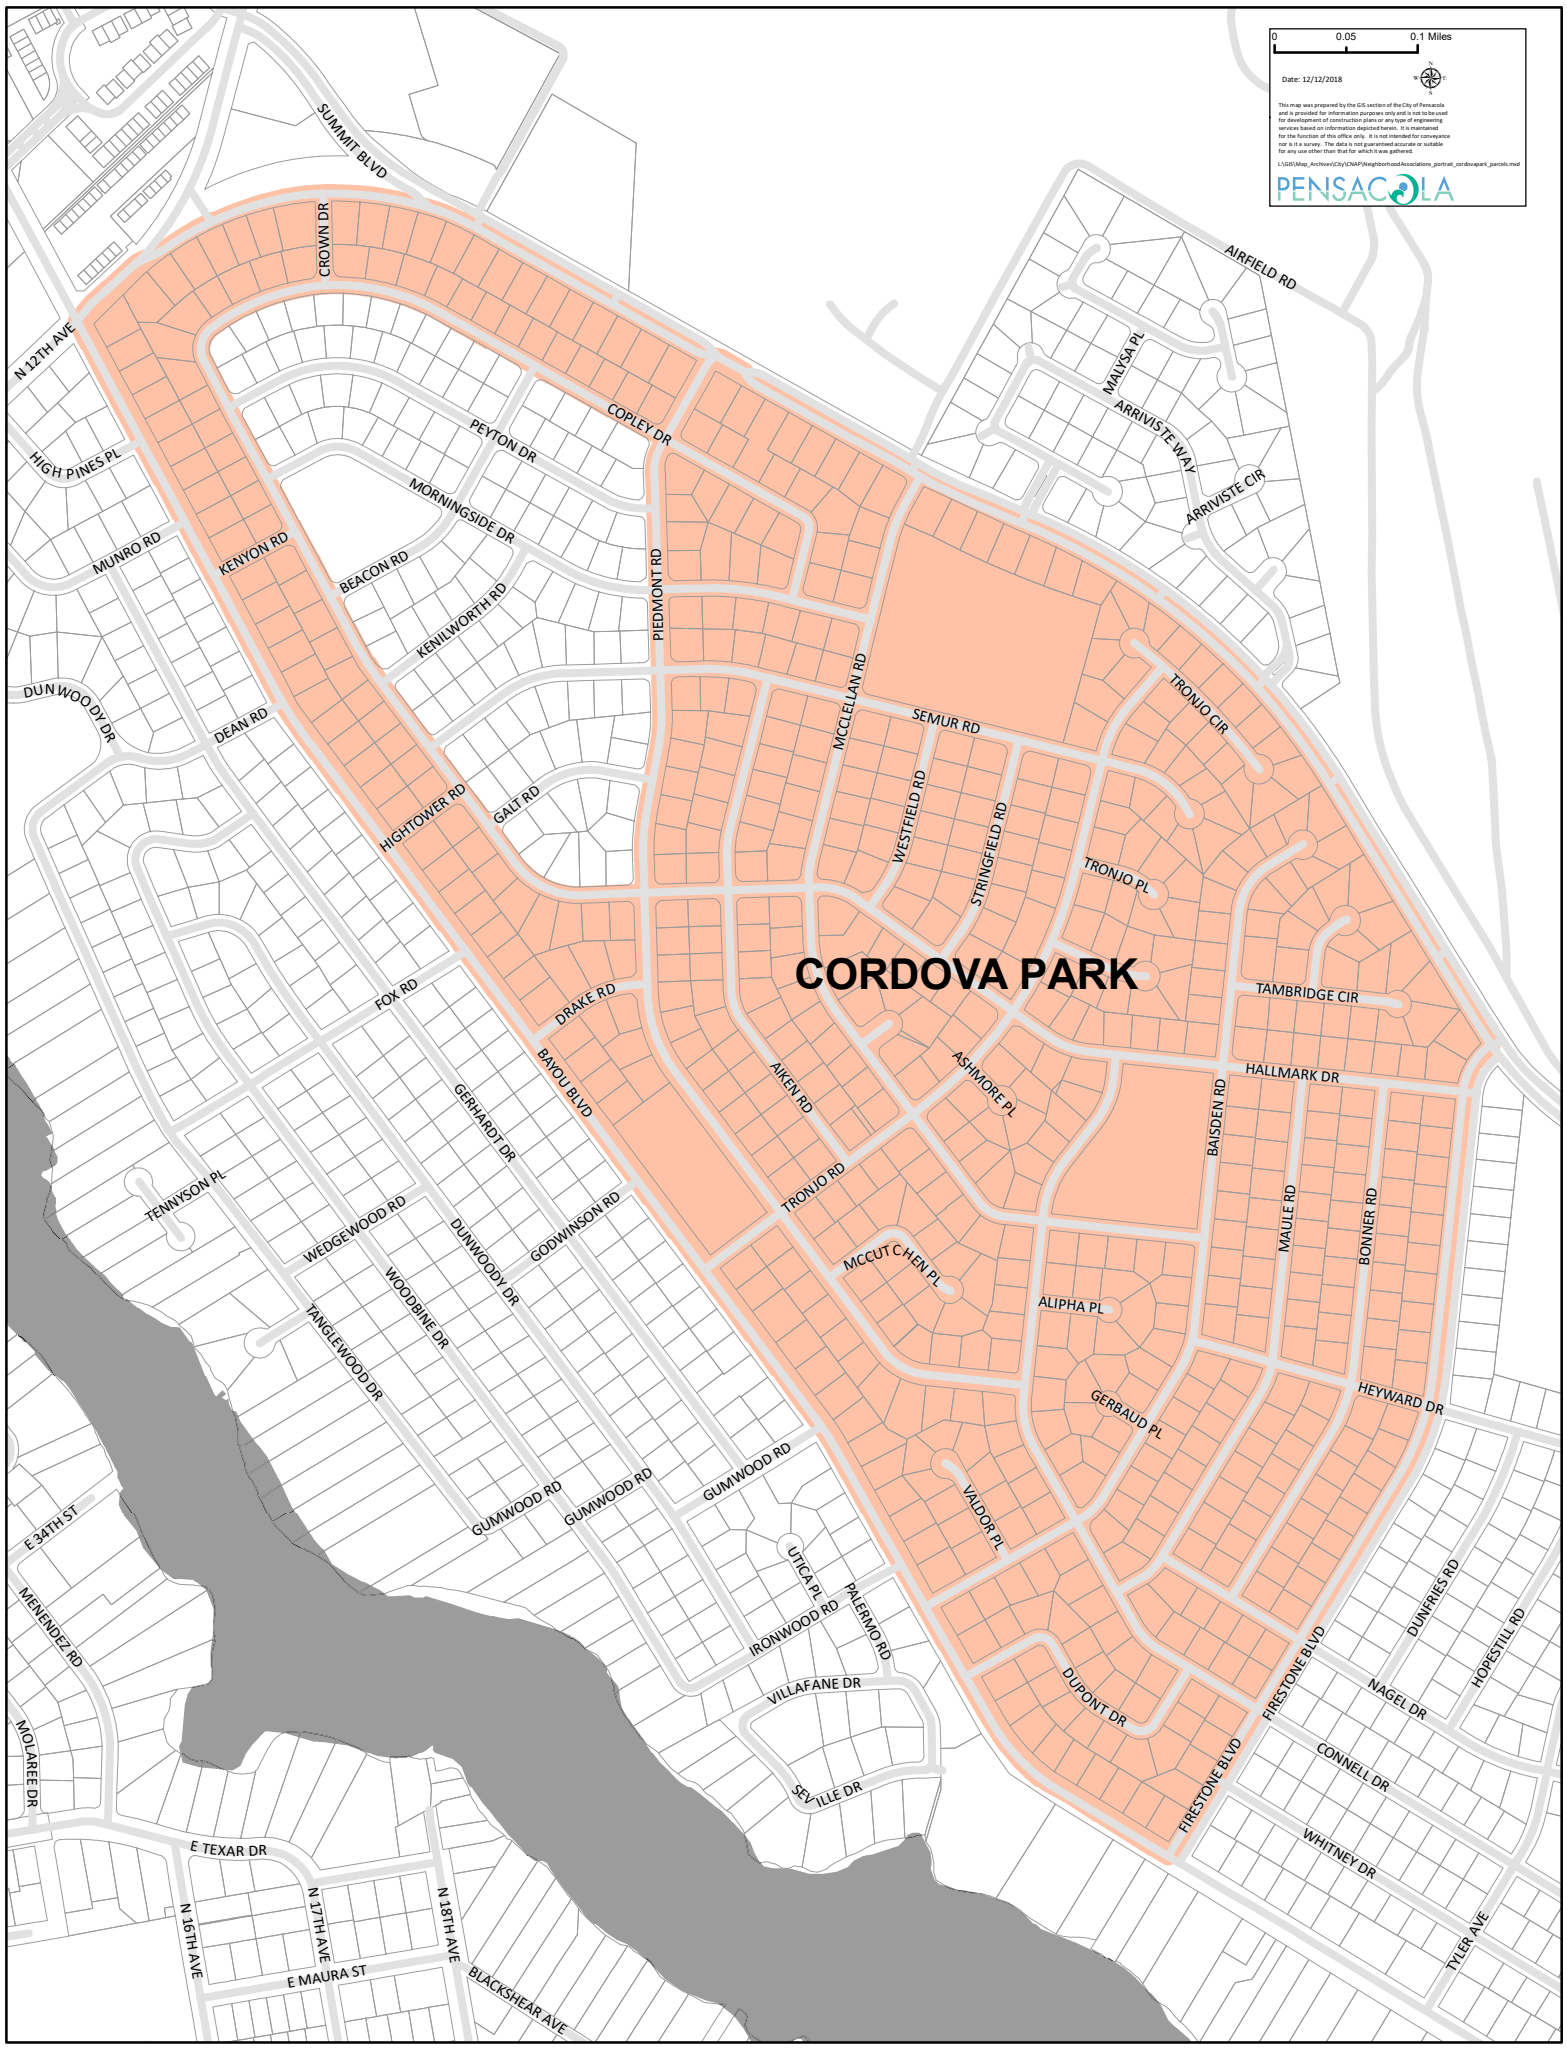 0 0.05 0.1 Miles
Date: 12/12/2018
N
W E
S
This map was prepared by the GIS section of the City of Pensacola
and is provided for information purposes only and is not to be used
for development of construction plans or any type of engineering
services based on information depicted herein. It is maintained
for the function of this office only. It is not intended for conveyance
nor is it a survey. The data is not guaranteed accurate or suitable
for any use other than that for which it was gathered.
L:\GIS\Map_Archives\City\CNAP\NeighborhoodAssociations_portrait_cordovapark_parcels.mxd
PENSACOLA
SUMMIT BLVD
CROWN DR
AIRFIELD RD
N 12TH AVE
MALYSA PL
COPLEY DR
PEYTON DR
ARRIVISTE WAY
HIGH PINES PL
MORNINGSIDE DR
ARRIVISTE CIR
MUNRO RD
KENYON RD
BEACON RD
PIEDMONT RD
KENILWORTH RD
DUNWOODY DR
DEAN RD
MCCLELLAN RD
SEMUR RD
TRONJO CIR
HIGHTOWER RD
GALT RD
WESTFIELD RD
STRINGFIELD RD
TRONJO PL
CORDOVA PARK
FOX RD
DRAKE RD
TAMBRIDGE CIR
BAYOU BLVD
AIKEN RD
ASHMORE PL
HALLMARK DR
GERHARDT DR
BAISDEN RD
TENNYSON PL
TRONJO RD
WEDGEWOOD RD
DUNWOODY DR
GODWINSON RD
MAULE RD
BONNER RD
MCCUTCHEN PL
WOODBINE DR
TANGLEWOOD DR
ALIPHA PL
GERBAUD PL
HEYWARD DR
GUMWOOD RD
GUMWOOD RD
GUMWOOD RD
VALDOR PL
E 34TH ST
MENENDEZ RD
UTICA PL
PALERMO RD
IRONWOOD RD
DUNFRIES RD
HOPESTILL RD
VILLAFANE DR
DUPONT DR
FIRESTONE BLVD
NAGEL DR
MOLAREE DR
SEVILLE DR
FIRESTONE BLVD
CONNELL DR
E TEXAR DR
WHITNEY DR
N 16TH AVE
N 17TH AVE
N 18TH AVE
TYLER AVE
E MAURA ST
BLACKSHEAR AVE